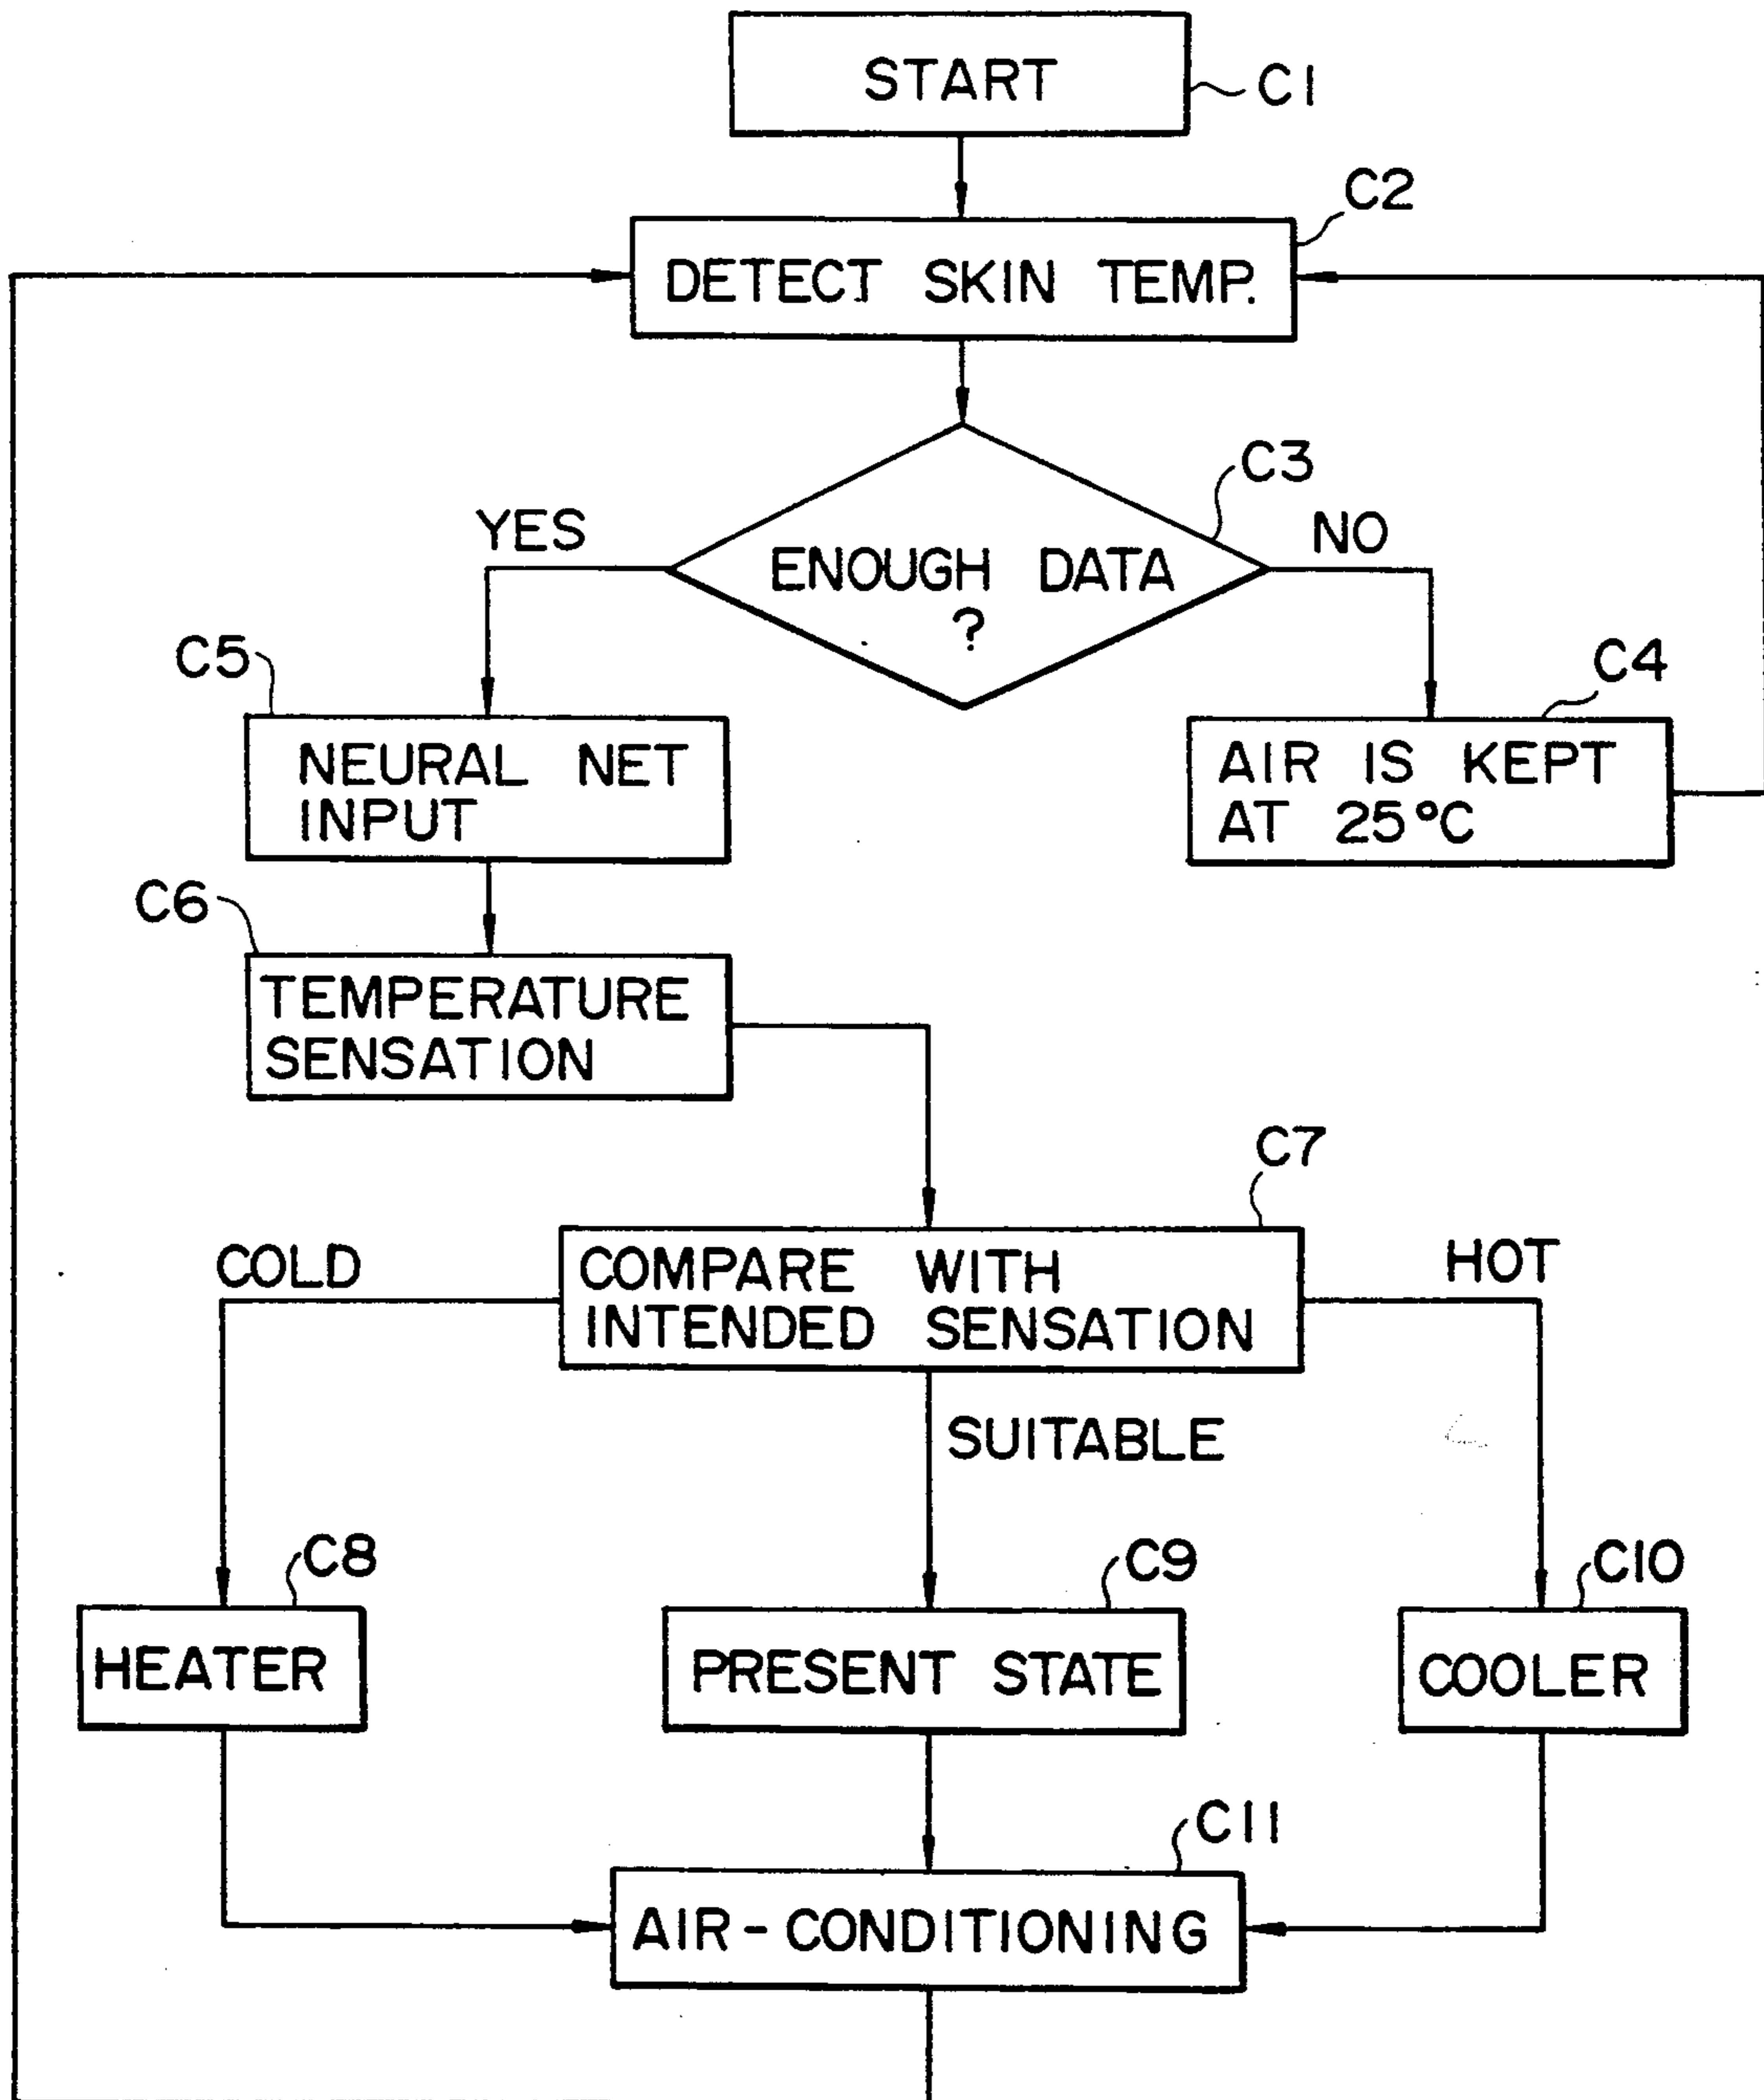 START
C1
C2
DETECT SKIN TEMP.
C3
YES
NO
ENOUGH DATA
?
C5
C4
NEURAL NET
INPUT
AIR IS KEPT
AT 25°C
C6
TEMPERATURE
SENSATION
C7
COLD
COMPARE WITH
INTENDED SENSATION
HOT
SUITABLE
C8
C9
C10
HEATER
PRESENT STATE
COOLER
C11
AIR-CONDITIONING